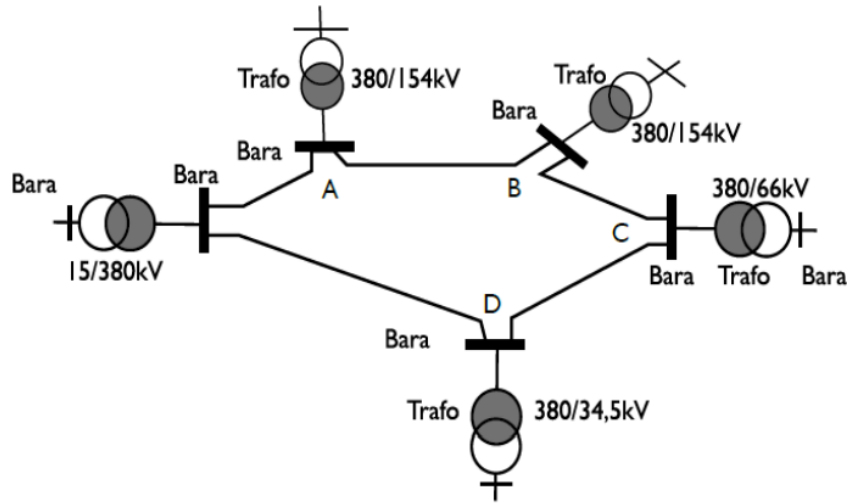 Trafo 380/154kV
Trafo
380/154kV
Bara
Bara
A
B
Bara
Bara
15/380kV
380/66kV
C
Bara Trafo Bara
D
Bara
Trafo 380/34,5kV